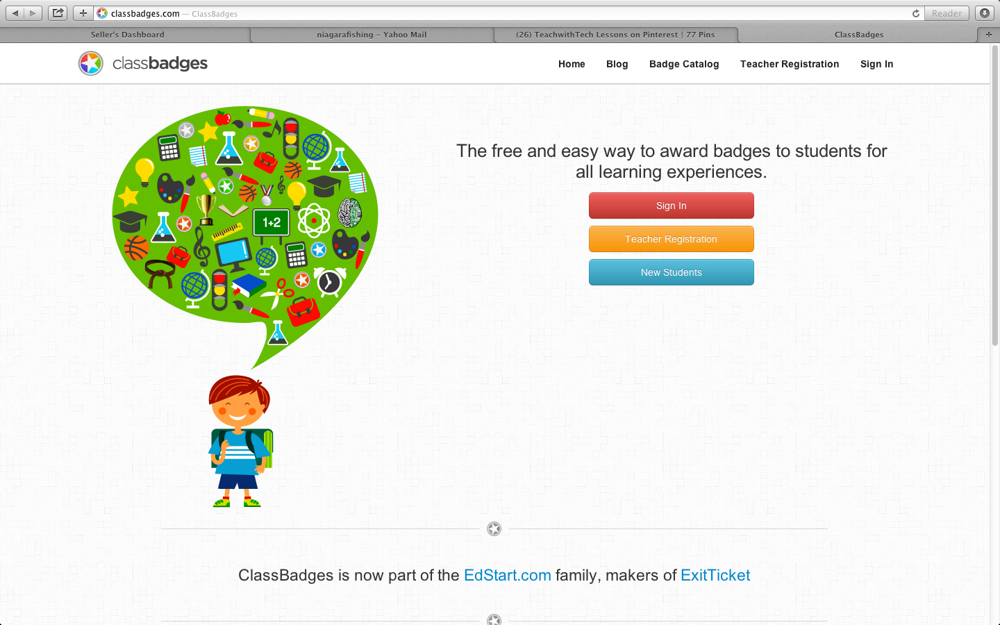 classbadges.com — ClassBadges
Reader
Seller's Dashboard
niagarafishing – Yahoo Mail
(26) TeachwithTech Lessons on Pinterest | 77 Pins
ClassBadges
classbadges
Home
Blog
Badge Catalog
Teacher Registration
Sign In
The free and easy way to award badges to students for
all learning experiences.
1+2
Sign In
Teacher Registration
New Students
ClassBadges is now part of the EdStart.com family, makers of ExitTicket